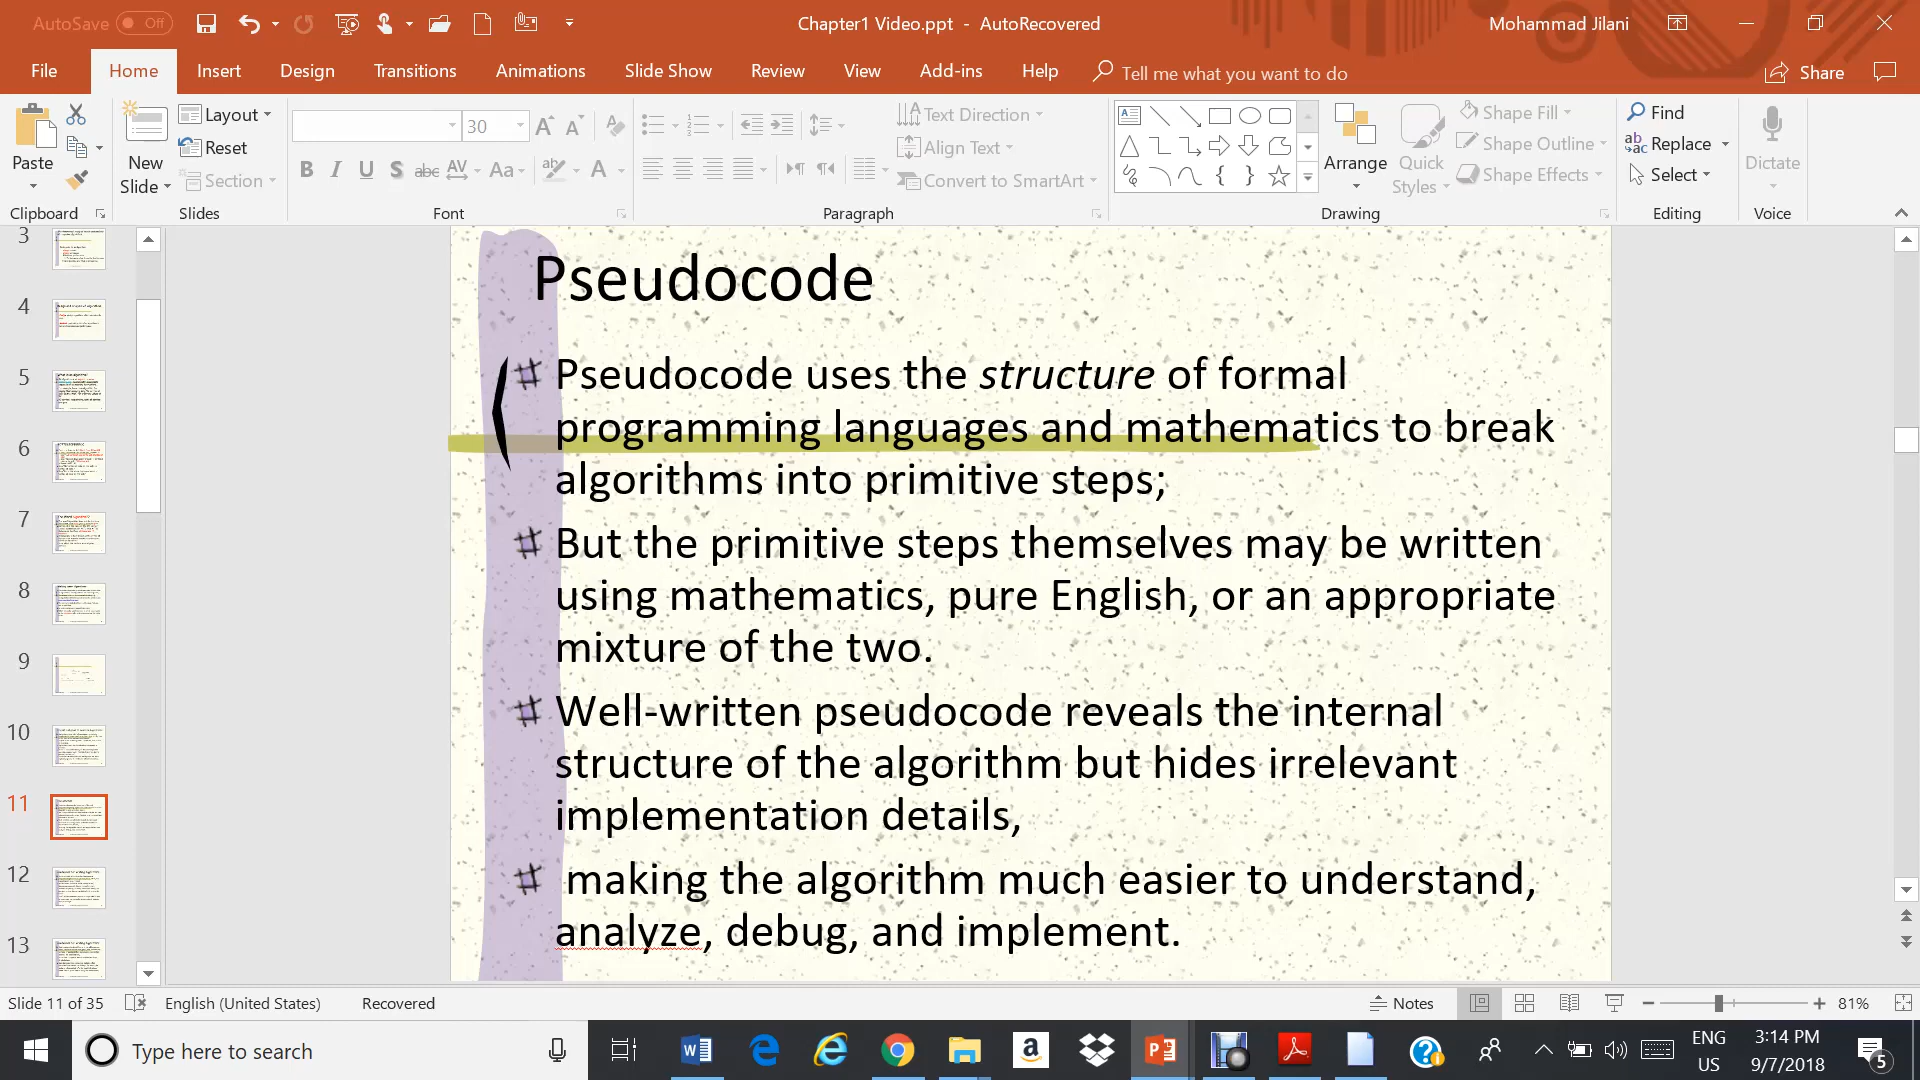 AutoSave Off
Chapter1 Video.ppt - AutoRecovered
Mohammad Jilani
File Home Insert Design Transitions Animations Slide Show Review View Add-ins Help Tell me what you want to do Share
Paste
New Slide
Layout
Reset
Section
30
B I U S abc AV Aa A
Text Direction
Align Text
Convert to SmartArt
Arrange
Quick Styles
Shape Fill
Shape Outline
Shape Effects
Find
Replace
Select
Dictate
Clipboard Slides Font Paragraph Drawing Editing Voice
3
4
5
6
7
8
9
10
11
12
13
Pseudocode
Pseudocode uses the structure of formal
programming languages and mathematics to break
algorithms into primitive steps;
But the primitive steps themselves may be written
using mathematics, pure English, or an appropriate
mixture of the two.
Well-written pseudocode reveals the internal
structure of the algorithm but hides irrelevant
implementation details,
making the algorithm much easier to understand,
analyze, debug, and implement.
Slide 11 of 35 English (United States) Recovered Notes 81%
Type here to search
ENG
US
3:14 PM
9/7/2018
5